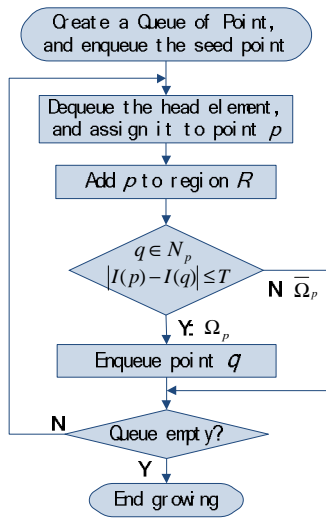 Create a Queue of Point,
and enqueue the seed point
Dequeue the head element,
and assign it to point p
Add p to region R
q ∈ N_p
|I(p) − I(q)| ≤ T
N Ω̅_p
Y: Ω_p
Enqueue point q
Queue empty?
N
Y
End growing